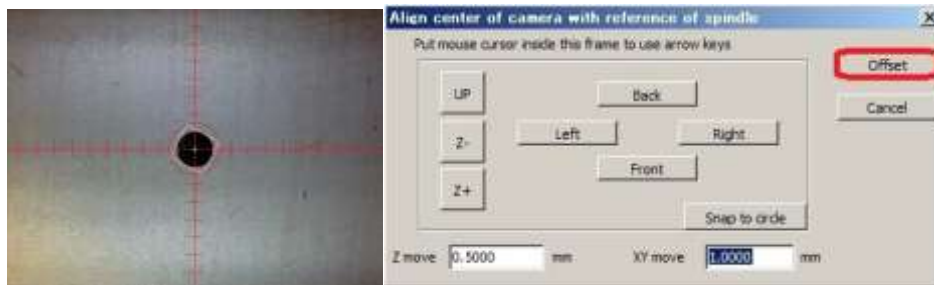 Align center of camera with reference of spindle
Put mouse cursor inside this frame to use arrow keys
Offset
UP
Back
Cancel
Z-
Left
Right
Front
Z+
Snap to circle
Z move 0.5000 mm XY move 1.0000 mm